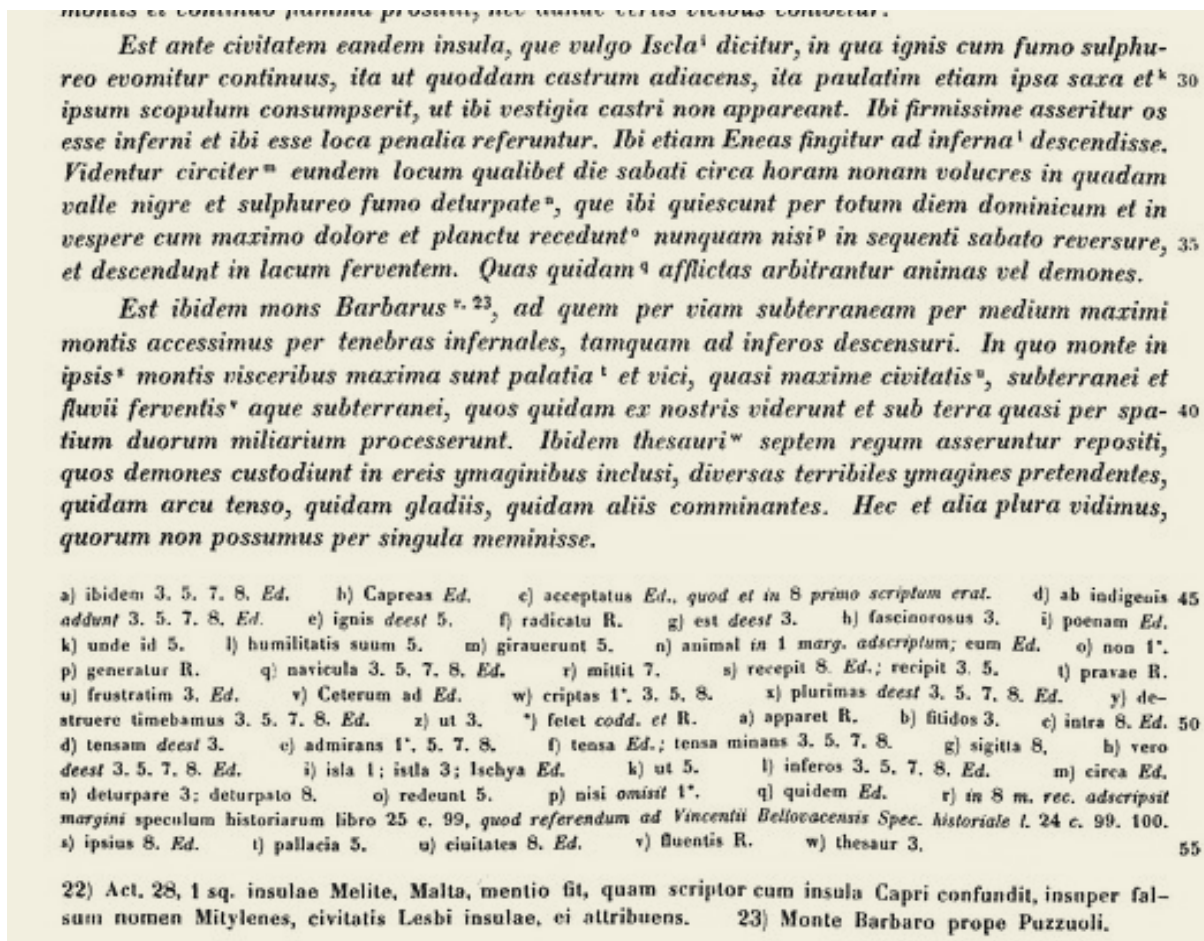 montis et continuo flamma prosiliit, nec
Est ante civitatem eandem insula, que vulgo Iscla ⁱ dicitur, in qua ignis cum fumo sulphu-
reo evomitur continuus, ita ut quoddam castrum adiacens, ita paulatim etiam ipsa saxa et ᵏ 30
ipsum scopulum consumpserit, ut ibi vestigia castri non appareant. Ibi firmissime asseritur os
esse inferni et ibi esse loca penalia referuntur. Ibi etiam Eneas fingitur ad inferna ˡ descendisse.
Videntur circiter ᵐ eundem locum qualibet die sabati circa horam nonam volucres in quadam
valle nigre et sulphureo fumo deturpate ⁿ, que ibi quiescunt per totum diem dominicum et in
vespere cum maximo dolore et planctu recedunt ᵒ nunquam nisi ᵖ in sequenti sabato reversure, 35
et descendunt in lacum ferventem. Quas quidam q afflictas arbitrantur animas vel demones.
Est ibidem mons Barbarus ʳ· ²³, ad quem per viam subterraneam per medium maximi
montis accessimus per tenebras infernales, tamquam ad inferos descensuri. In quo monte in
ipsis ˢ montis visceribus maxima sunt palatia ᵗ et vici, quasi maxime civitatis ᵘ, subterranei et
fluvii ferventis ᵛ aque subterranei, quos quidam ex nostris viderunt et sub terra quasi per spa- 40
tium duorum miliarium processerunt. Ibidem thesauri ʷ septem regum asseruntur repositi,
quos demones custodiunt in ereis ymaginibus inclusi, diversas terribiles ymagines pretendentes,
quidam arcu tenso, quidam gladiis, quidam aliis comminantes. Hec et alia plura vidimus,
quorum non possumus per singula meminisse.
a) ibidem 3. 5. 7. 8. Ed. b) Capreas Ed. c) acceptatus Ed., quod et in 8 primo scriptum erat. d) ab indigenis 45
addunt 3. 5. 7. 8. Ed. e) ignis deest 5. f) radicatu R. g) est deest 3. h) fascinorosus 3. i) poenam Ed.
k) unde id 5. l) humilitatis suum 5. m) girauerunt 5. n) animal in 1 marg. adscriptum; eum Ed. o) non 1*.
p) generatur R. q) navicula 3. 5. 7. 8. Ed. r) mittit 7. s) recepit 8. Ed.; recipit 3. 5. t) pravae R.
u) frustratim 3. Ed. v) Ceterum ad Ed. w) criptas 1*. 3. 5. 8. x) plurimas deest 3. 5. 7. 8. Ed. y) de-
struere timebamus 3. 5. 7. 8. Ed. z) ut 3. *) fetet codd. et R. a) apparet R. b) fitidos 3. c) intra 8. Ed. 50
d) tensam deest 3. e) admirans 1*. 5. 7. 8. f) tensa Ed.; tensa minans 3. 5. 7. 8. g) sigitta 8. h) vero
deest 3. 5. 7. 8. Ed. i) isla 1; istla 3; Ischya Ed. k) ut 5. l) inferos 3. 5. 7. 8. Ed. m) circa Ed.
n) deturpare 3; deturpato 8. o) redeunt 5. p) nisi omisit 1*. q) quidem Ed. r) in 8 m. rec. adscripsit
margini speculum historiarum libro 25 c. 99, quod referendum ad Vincentii Bellovacensis Spec. historiale l. 24 c. 99. 100.
s) ipsius 8. Ed. t) pallacia 5. u) ciuitates 8. Ed. v) fluentis R. w) thesaur 3. 55
22) Act. 28, 1 sq. insulae Melite, Malta, mentio fit, quam scriptor cum insula Capri confundit, insuper fal-
sum nomen Mitylenes, civitatis Lesbi insulae, ei attribuens. 23) Monte Barbaro prope Puzzuoli.